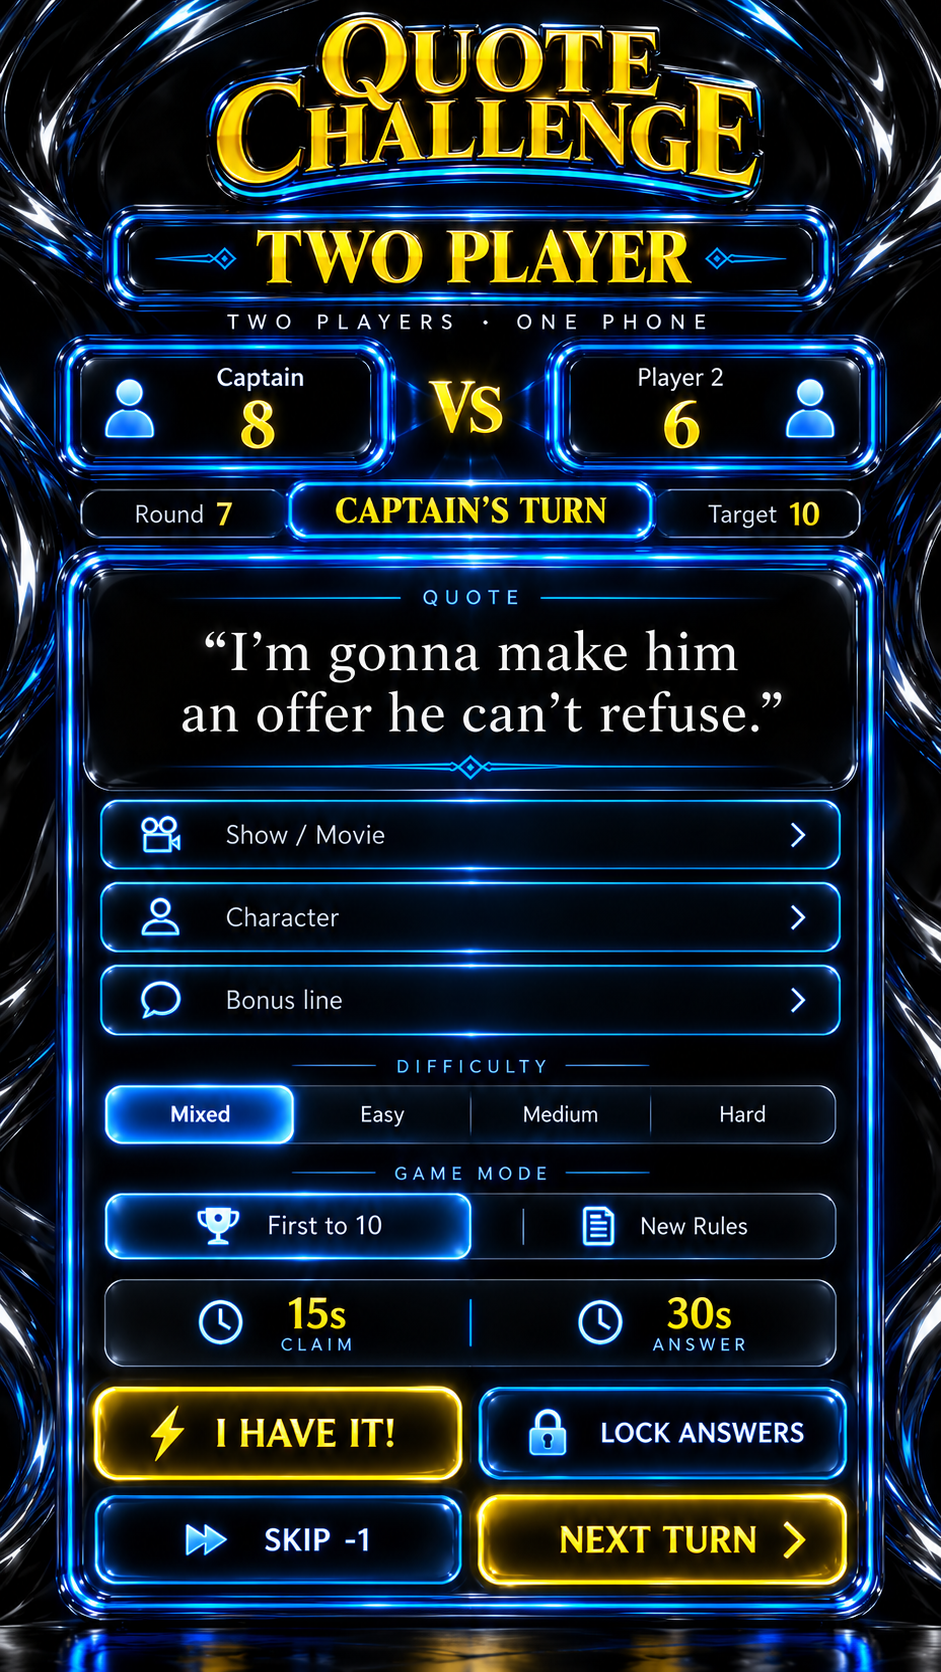 QUOTE
CHALLENGE
TWO PLAYER
TWO PLAYERS · ONE PHONE
Captain
8
VS
Player 2
6
Round 7
CAPTAIN'S TURN
Target 10
QUOTE
“I’m gonna make him
an offer he can’t refuse.”
Show / Movie
Character
Bonus line
DIFFICULTY
Mixed
Easy
Medium
Hard
GAME MODE
First to 10
New Rules
15s
CLAIM
30s
ANSWER
I HAVE IT!
LOCK ANSWERS
SKIP -1
NEXT TURN